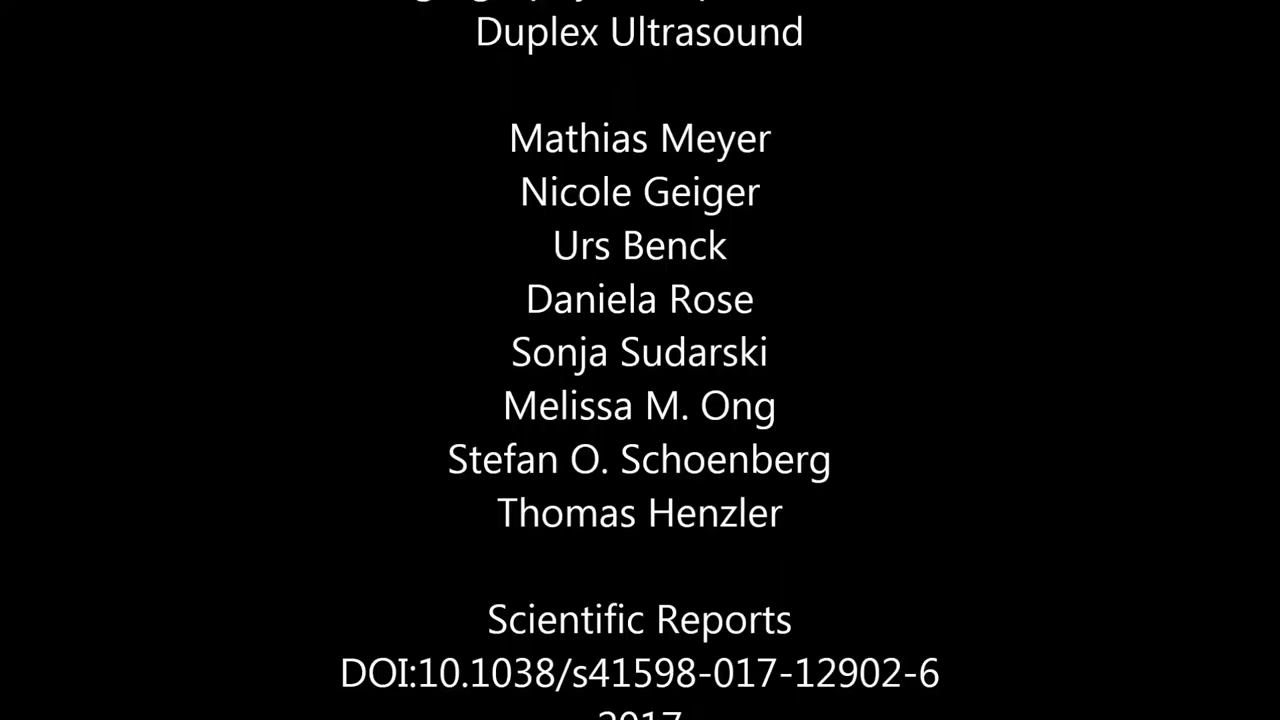 Duplex Ultrasound
Mathias Meyer
Nicole Geiger
Urs Benck
Daniela Rose
Sonja Sudarski
Melissa M. Ong
Stefan O. Schoenberg
Thomas Henzler
Scientific Reports
DOI:10.1038/s41598-017-12902-6
2017